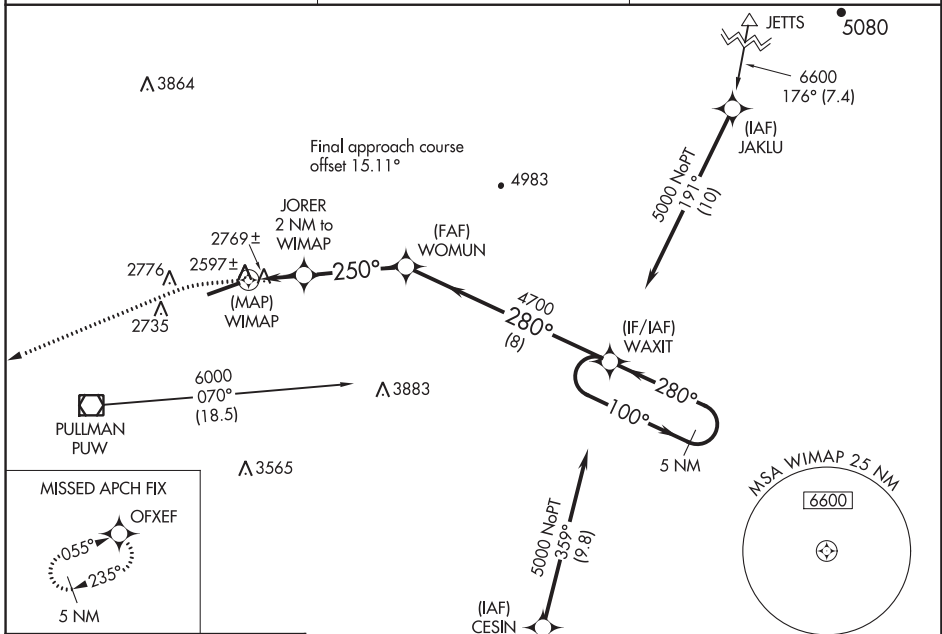 JETTS
5080
3864
6600
176° (7.4)
(IAF)
JAKLU
Final approach course
offset 15.11°
4983
5000 NoPT
191°
(10)
JORER
2 NM to
WIMAP
(FAF)
WOMUN
2769 ±
2597 ±
2776
250°
(MAP)
WIMAP
2735
4700
280°
(8)
(IF/IAF)
WAXIT
280°
100°
5 NM
6000
070°
(18.5)
3883
PULLMAN
PUW
3565
MISSED APCH FIX
OFXEF
055°
235°
5 NM
5000 NoPT
359°
(9.8)
(IAF)
CESIN
MSA WIMAP 25 NM
6600